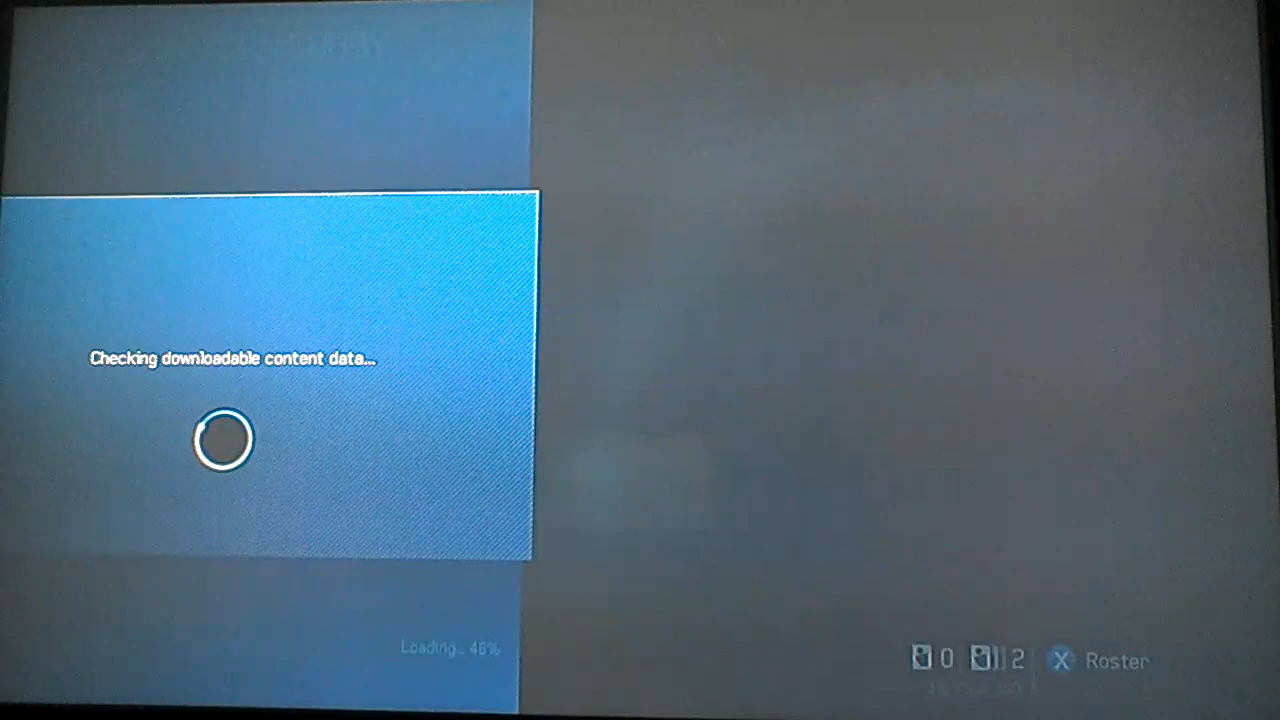 Checking downloadable content data...
Loading... 48%
0 2 X Roster